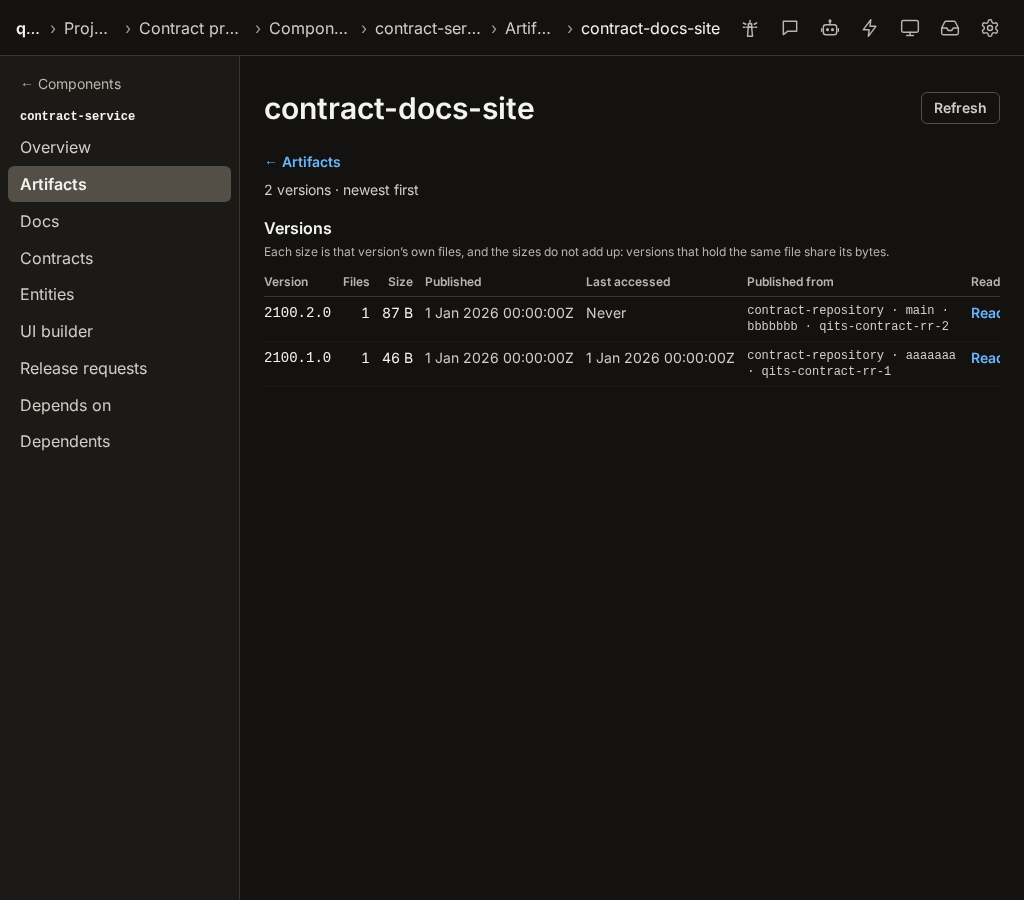 q... › Proj... › Contract pr... › Compon... › contract-ser... › Artif... › contract-docs-site
← Components
contract-service
Overview
Artifacts
Docs
Contracts
Entities
UI builder
Release requests
Depends on
Dependents
contract-docs-site
Refresh
← Artifacts
2 versions · newest first
Versions
Each size is that version’s own files, and the sizes do not add up: versions that hold the same file share its bytes.
Version Files Size Published Last accessed Published from Read
2100.2.0 1 87 B 1 Jan 2026 00:00:00Z Never contract-repository · main · Read
bbbbbbb · qits-contract-rr-2
2100.1.0 1 46 B 1 Jan 2026 00:00:00Z 1 Jan 2026 00:00:00Z contract-repository · aaaaaaa Read
· qits-contract-rr-1